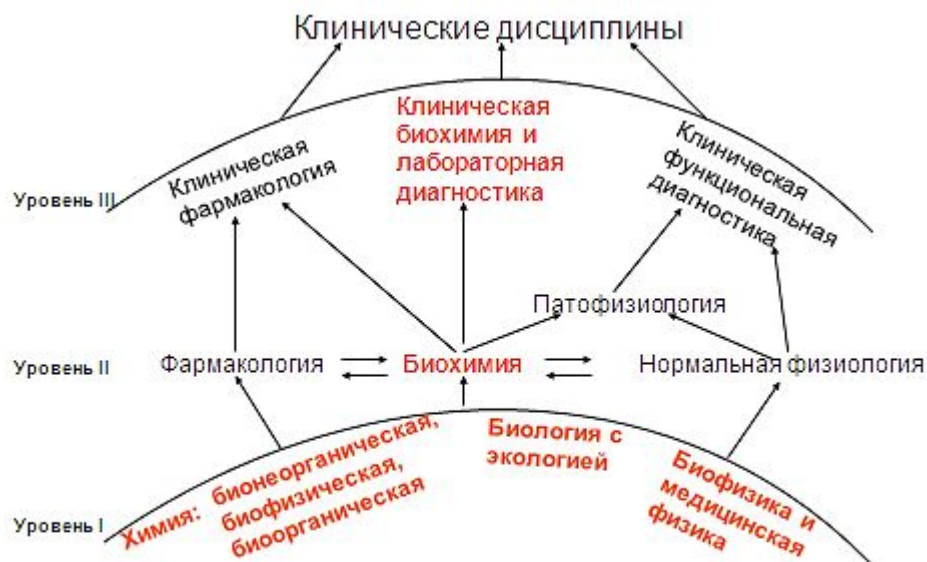 Клинические дисциплины
Клиническая
биохимия и
лабораторная
диагностика
Клиническая
фармакология
Клиническая
функциональная
диагностика
Уровень III
Патофизиология
Уровень II
Фармакология
Биохимия
Нормальная физиология
Химия: бионеорганическая,
биофизическая,
биоорганическая
Биология с
экологией
Биофизика и
медицинская
физика
Уровень I